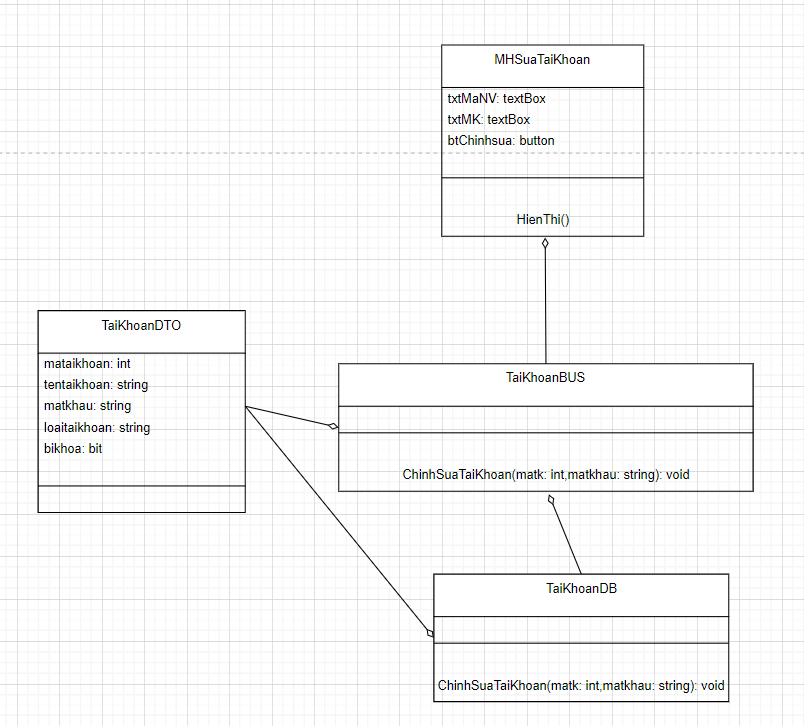 MHSuaTaiKhoan
txtMaNV: textBox
txtMK: textBox
btChinhsua: button
HienThi()
TaiKhoanDTO
mataikhoan: int
tentaikhoan: string
matkhau: string
loaitaikhoan: string
bikhoa: bit
TaiKhoanBUS
ChinhSuaTaiKhoan(matk: int,matkhau: string): void
TaiKhoanDB
ChinhSuaTaiKhoan(matk: int,matkhau: string): void